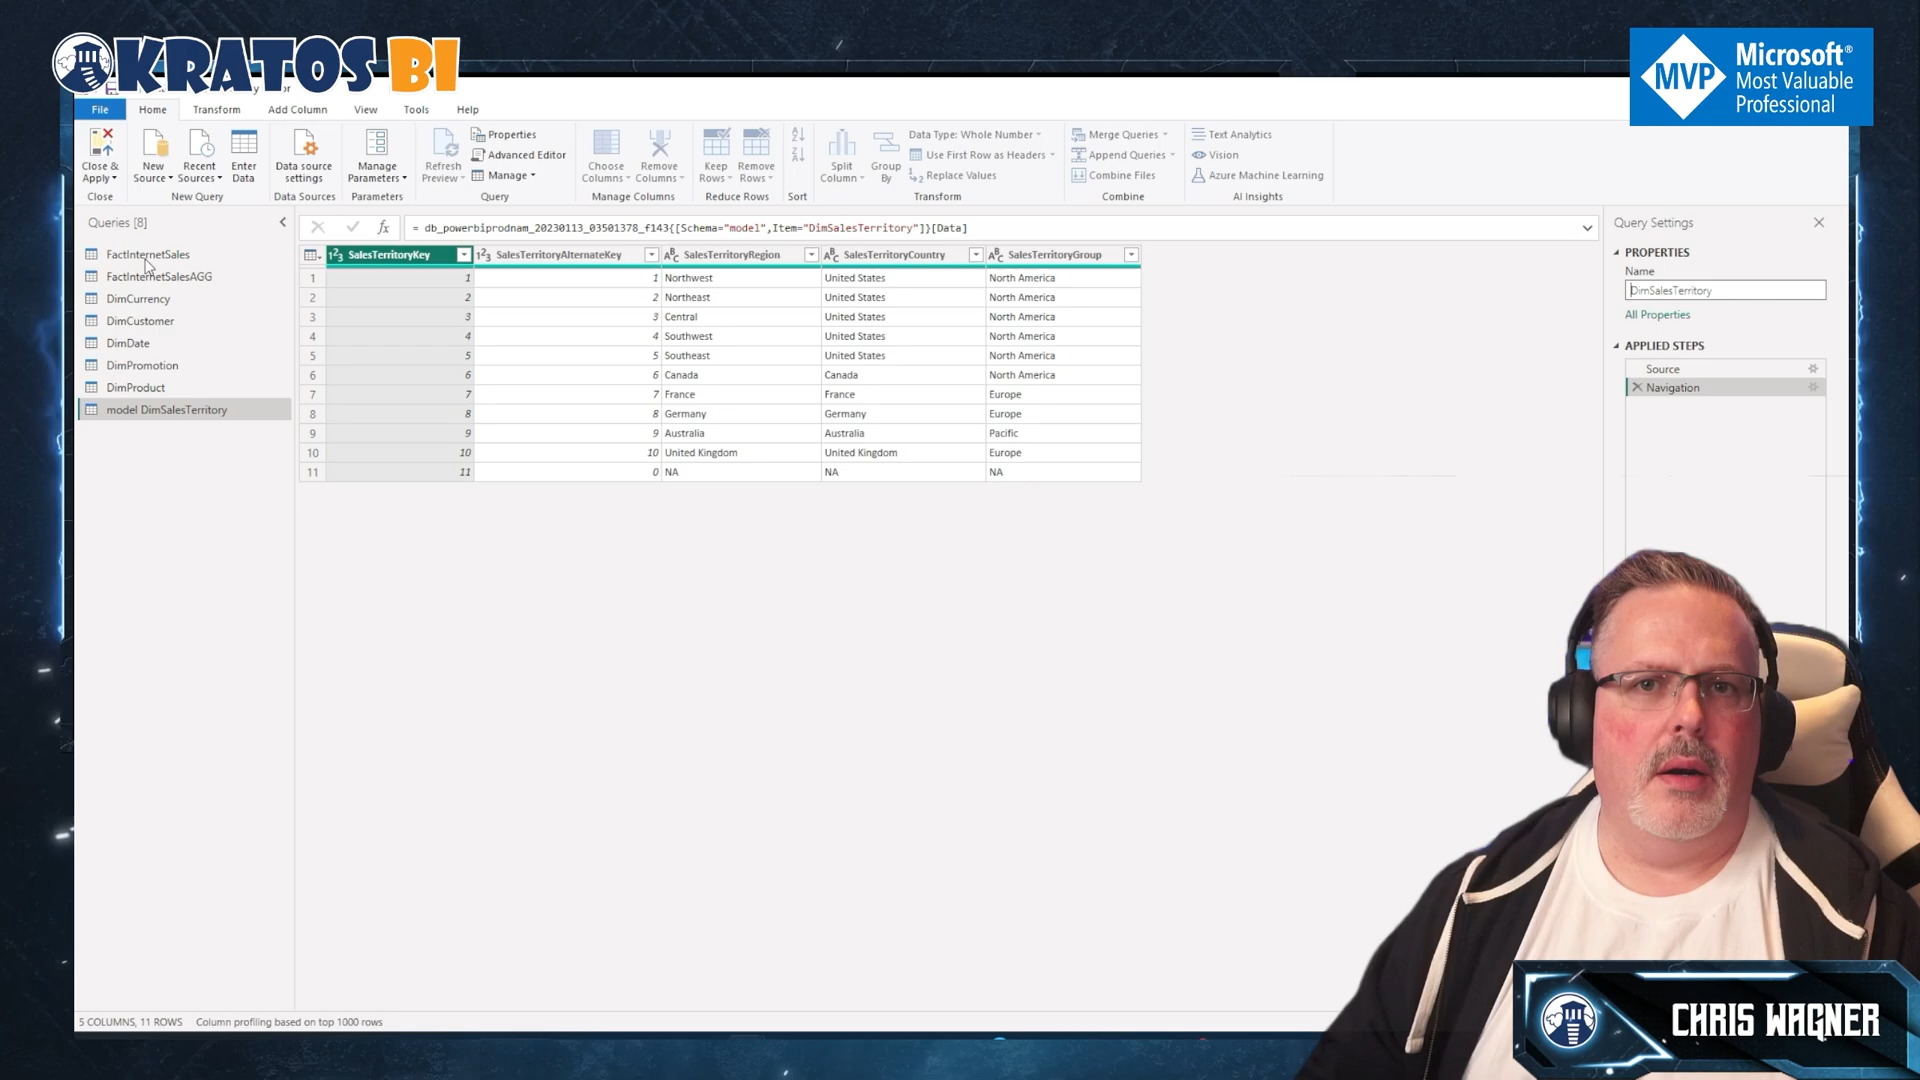 KRATOS BI
Microsoft®
Most Valuable
Professional
MVP
File Home Transform Add Column View Tools Help
Close & Apply
New Source
Recent Sources
Enter Data
Data source settings
Manage Parameters
Refresh Preview
Properties
Advanced Editor
Manage
Choose Columns
Remove Columns
Keep Rows
Remove Rows
Split Column
Group By
Data Type: Whole Number
Use First Row as Headers
Replace Values
Merge Queries
Append Queries
Combine Files
Text Analytics
Vision
Azure Machine Learning
Close New Query Data Sources Parameters Query Manage Columns Reduce Rows Sort Transform Combine AI Insights
Queries [8]
FactInternetSales
FactInternetSalesAGG
DimCurrency
DimCustomer
DimDate
DimPromotion
DimProduct
model DimSalesTerritory
= db_powerbiprodnam_20230113_03501378_f143{[Schema="model",Item="DimSalesTerritory"]}[Data]
SalesTerritoryKey SalesTerritoryAlternateKey SalesTerritoryRegion SalesTerritoryCountry SalesTerritoryGroup
1 1 1 Northwest United States North America
2 2 2 Northeast United States North America
3 3 3 Central United States North America
4 4 4 Southwest United States North America
5 5 5 Southeast United States North America
6 6 6 Canada Canada North America
7 7 7 France France Europe
8 8 8 Germany Germany Europe
9 9 9 Australia Australia Pacific
10 10 10 United Kingdom United Kingdom Europe
11 11 0 NA NA NA
Query Settings
PROPERTIES
Name
DimSalesTerritory
All Properties
APPLIED STEPS
Source
Navigation
5 COLUMNS, 11 ROWS Column profiling based on top 1000 rows
CHRIS WAGNER